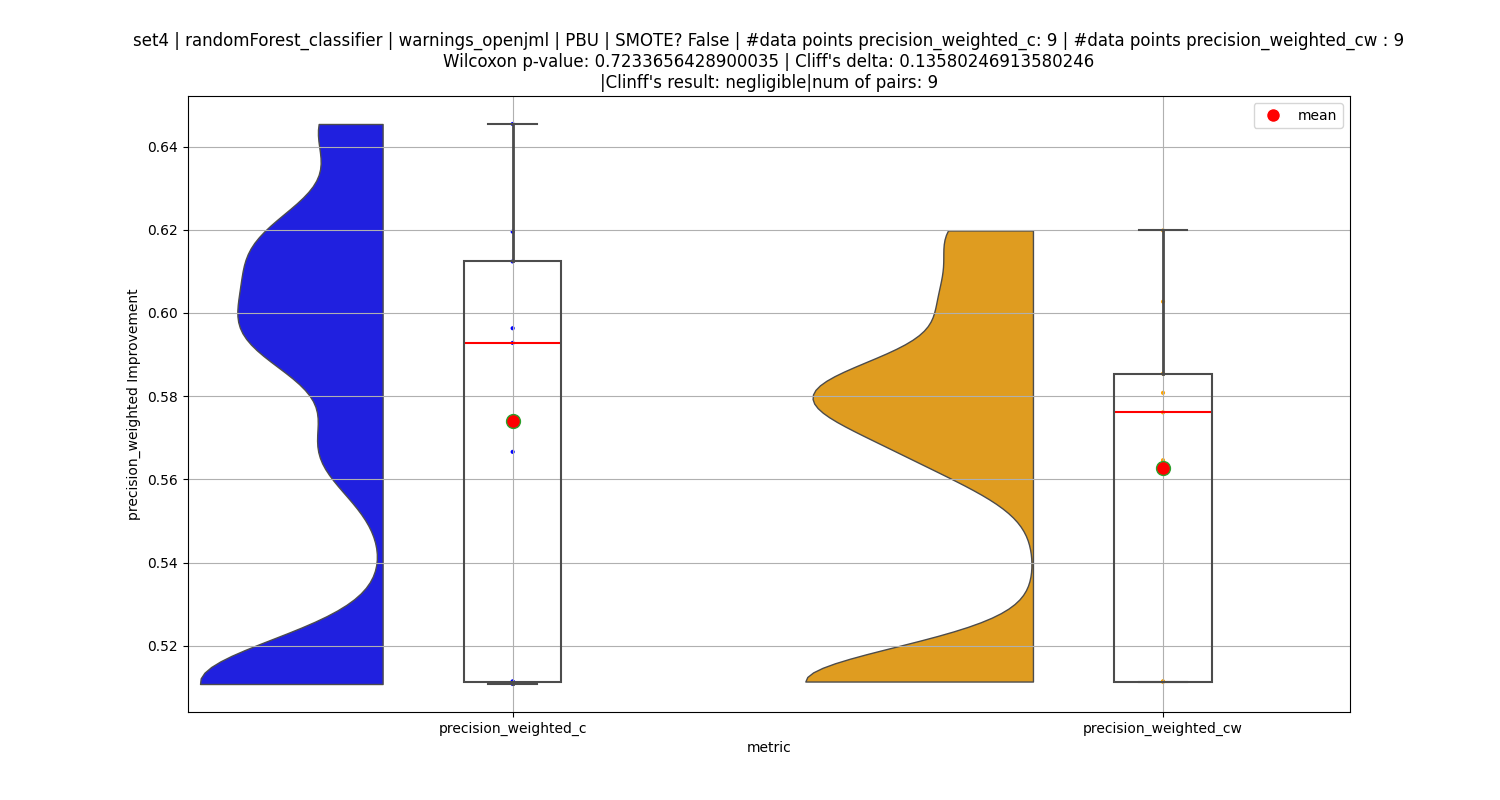 set4 | randomForest_classifier | warnings_openjml | PBU | SMOTE? False | #data points precision_weighted_c: 9 | #data points precision_weighted_cw : 9
Wilcoxon p-value: 0.7233656428900035 | Cliff's delta: 0.13580246913580246
|Clinff's result: negligible|num of pairs: 9
mean
0.64
0.62
0.60
0.58
0.56
0.54
0.52
precision_weighted Improvement
precision_weighted_c
precision_weighted_cw
metric